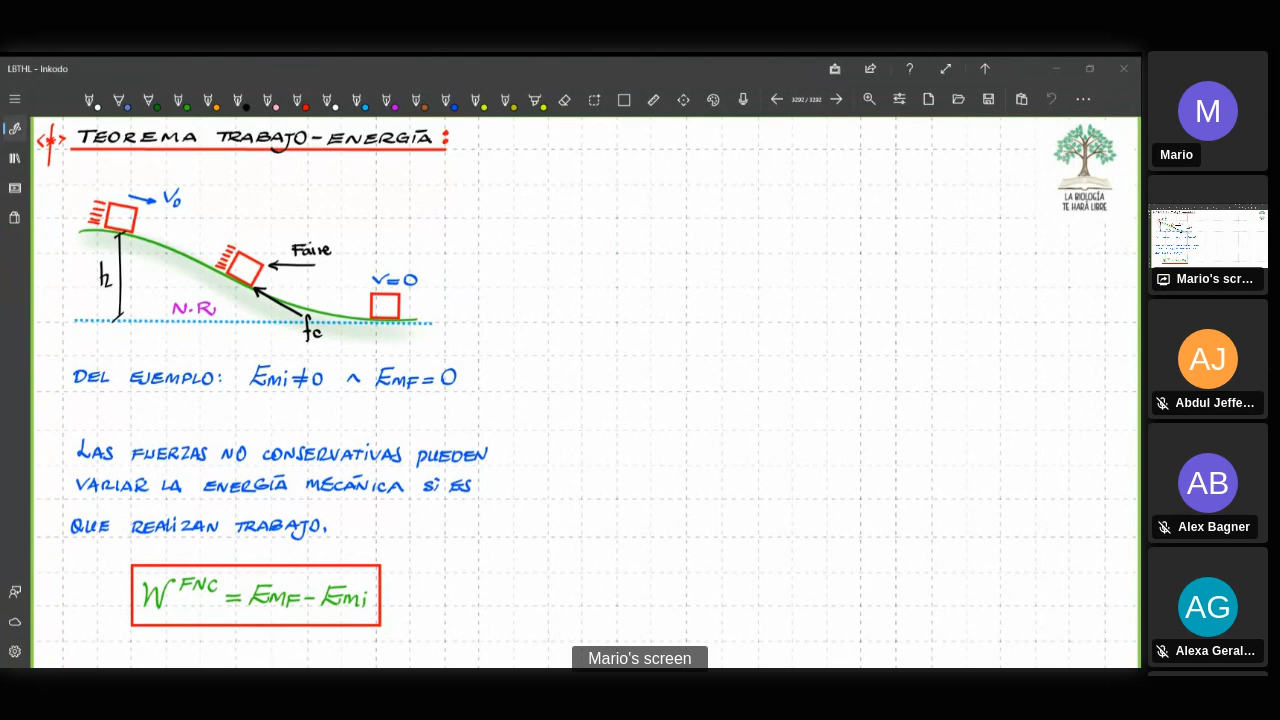 LBTHL - Inkodo
3292 / 3292
TEOREMA TRABAJO-ENERGÍA:
V₀
Faire
h
V=0
N.R.
fc
DEL EJEMPLO: EMi≠0 ∧ EMF=0
LAS FUERZAS NO CONSERVATIVAS PUEDEN
VARIAR LA ENERGÍA MECÁNICA SI ES
QUE REALIZAN TRABAJO.
W^FNC = EMF - EMi
LA BIOLOGÍA
TE HARÁ LIBRE
Mario's screen
M
Mario
Mario's scr...
AJ
Abdul Jeffe...
AB
Alex Bagner
AG
Alexa Geral...